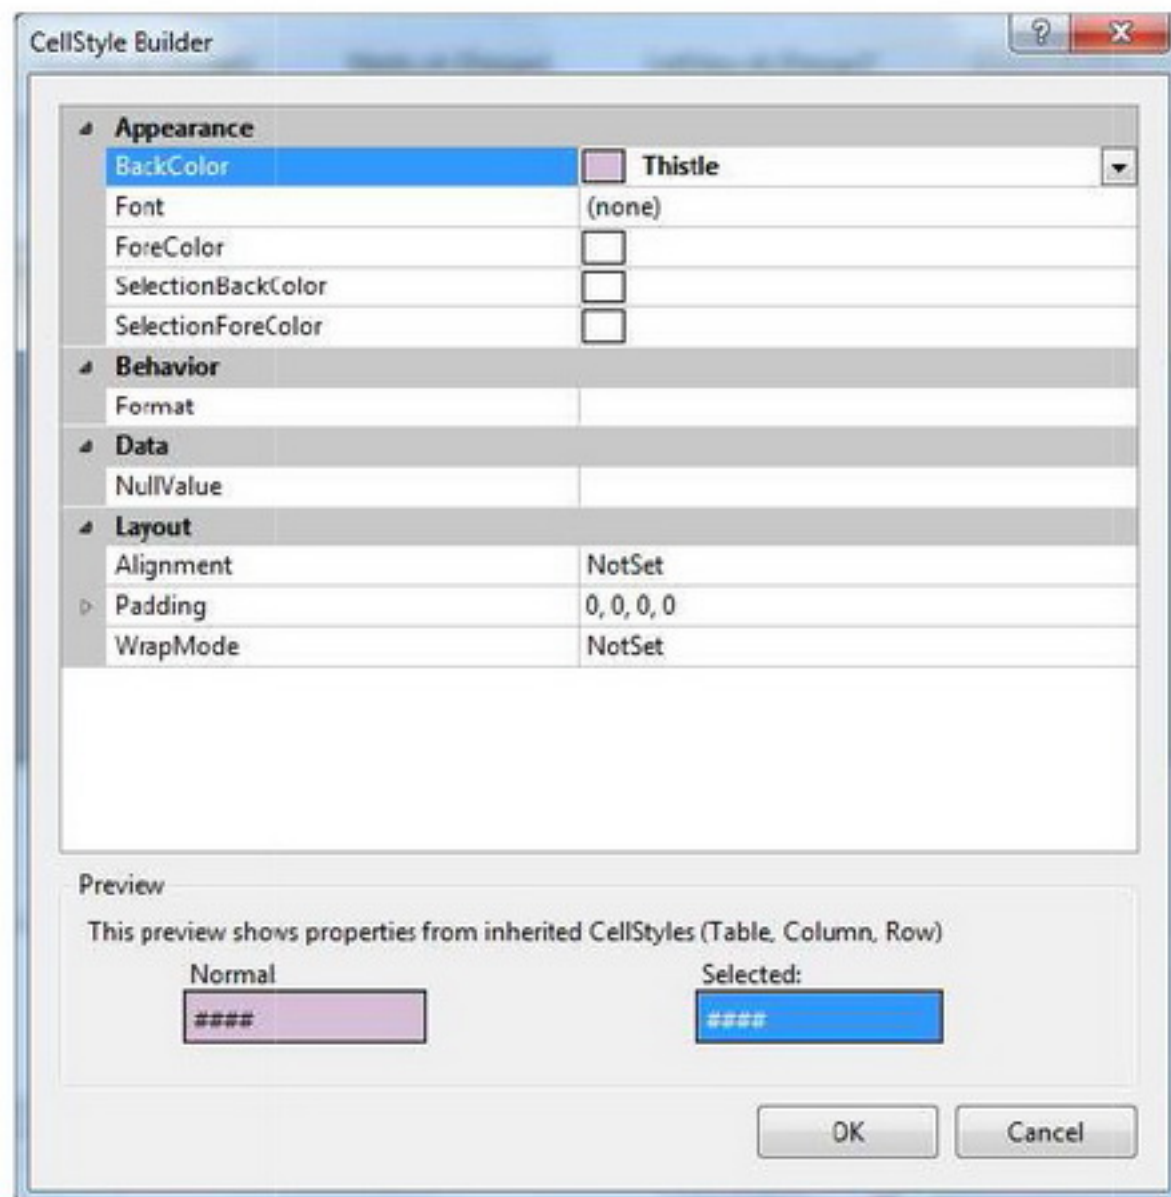 CellStyle Builder
?
Appearance
BackColor Thistle
Font (none)
ForeColor
SelectionBackColor
SelectionForeColor
Behavior
Format
Data
NullValue
Layout
Alignment NotSet
Padding 0, 0, 0, 0
WrapMode NotSet
Preview
This preview shows properties from inherited CellStyles (Table, Column, Row)
Normal Selected:
#### ####
OK Cancel